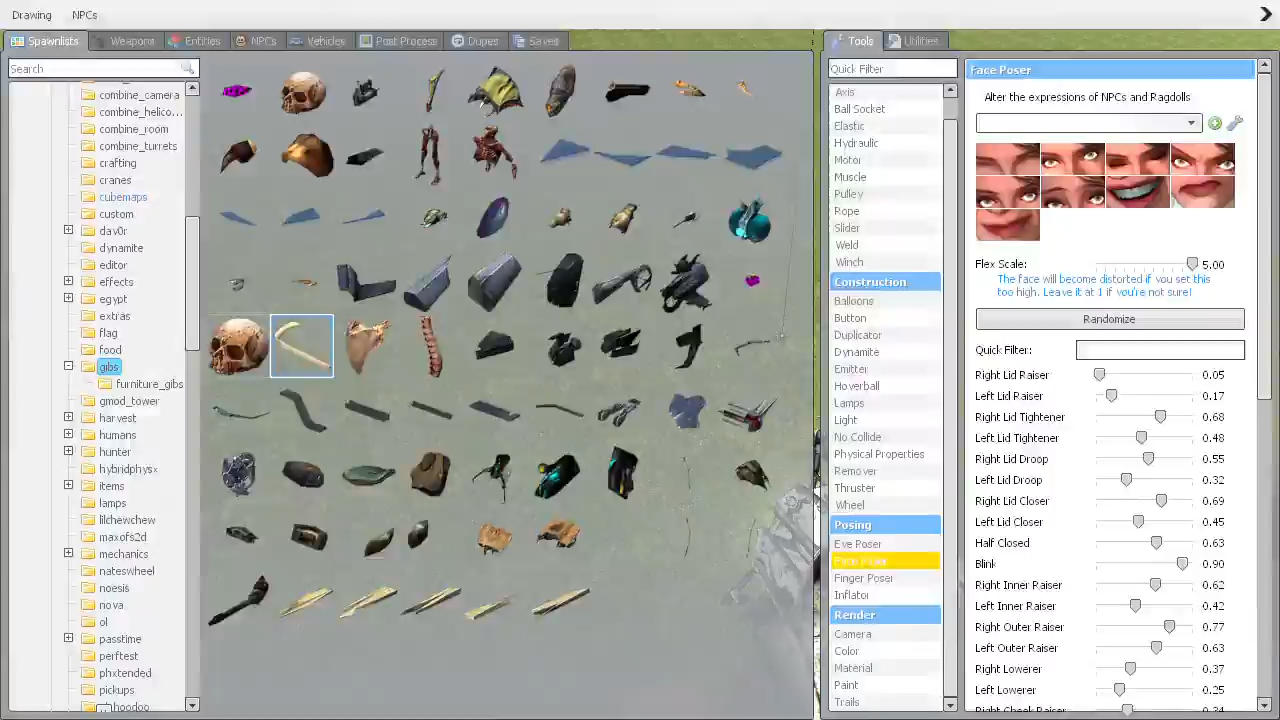 Drawing NPCs
Spawnlists Weapons Entities NPCs Vehicles Post Process Dupes Saves
Tools Utilities
Search
combine_camera
combine_helico...
combine_room
combine_turrets
crafting
cranes
cubemaps
custom
dav0r
dynamite
editor
effects
egypt
extras
flag
food
gibs
furniture_gibs
gmod_tower
harvest
humans
hunter
hybridphysx
items
lamps
lilchewchew
maxofs2d
mechanics
nateswheel
noesis
nova
ol
passtime
perftest
phxtended
pickups
Quick Filter
Axis
Ball Socket
Elastic
Hydraulic
Motor
Muscle
Pulley
Rope
Slider
Weld
Winch
Construction
Balloons
Button
Duplicator
Dynamite
Emitter
Hoverball
Lamps
Light
No Collide
Physical Properties
Remover
Thruster
Wheel
Posing
Eye Poser
Face Poser
Finger Poser
Inflator
Render
Camera
Color
Material
Paint
Trails
Face Poser
Alter the expressions of NPCs and Ragdolls
Flex Scale: 5.00
The face will become distorted if you set this
too high. Leave it at 1 if you're not sure!
Randomize
Quick Filter:
Right Lid Raiser 0.05
Left Lid Raiser 0.17
Right Lid Tightener 0.68
Left Lid Tightener 0.48
Right Lid Droop 0.55
Left Lid Droop 0.32
Right Lid Closer 0.69
Left Lid Closer 0.45
Half Closed 0.63
Blink 0.90
Right Inner Raiser 0.62
Left Inner Raiser 0.42
Right Outer Raiser 0.77
Left Outer Raiser 0.63
Right Lowerer 0.37
Left Lowerer 0.25
Right Cheek Raiser 0.34